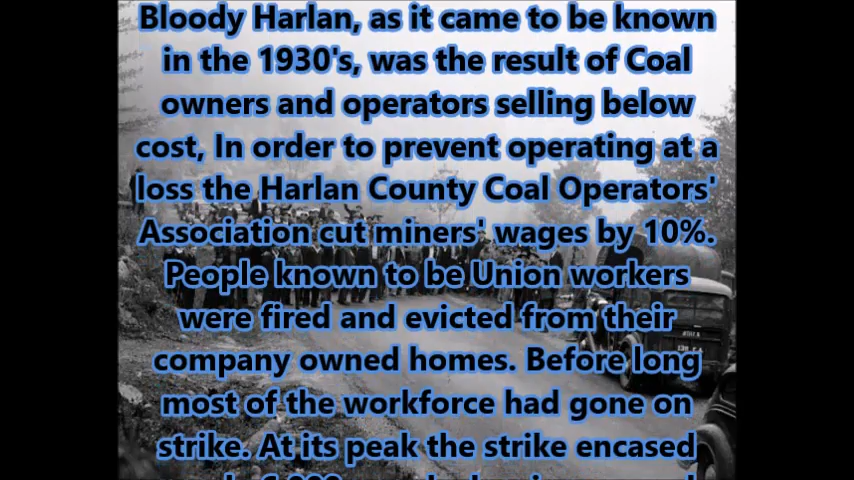 Bloody Harlan, as it came to be known
in the 1930's, was the result of Coal
owners and operators selling below
cost, In order to prevent operating at a
loss the Harlan County Coal Operators'
Association cut miners' wages by 10%.
People known to be Union workers
were fired and evicted from their
company owned homes. Before long
most of the workforce had gone on
strike. At its peak the strike encased